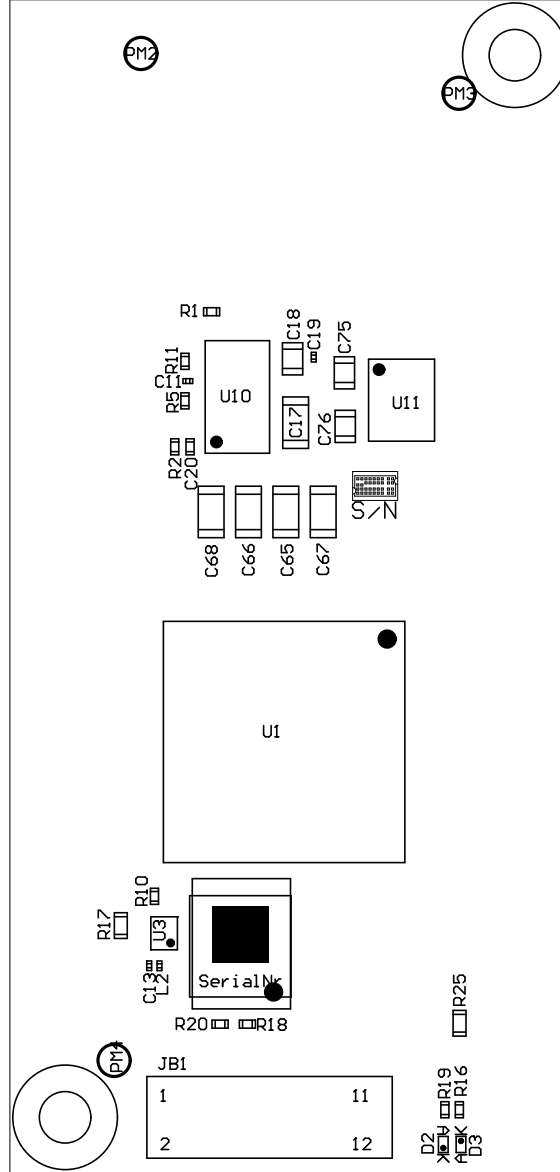 PM2
PM3
R1
C18
C19
C75
R11
C11
R5
U10
C17
C76
U11
R2
C20
S/N
C68
C66
C65
C67
U1
R10
R17
U3
C13
L2
SerialNr
R25
R20
R18
PM4
JB1
1
11
2
12
R19
R16
K
A
A
K
D2
D3